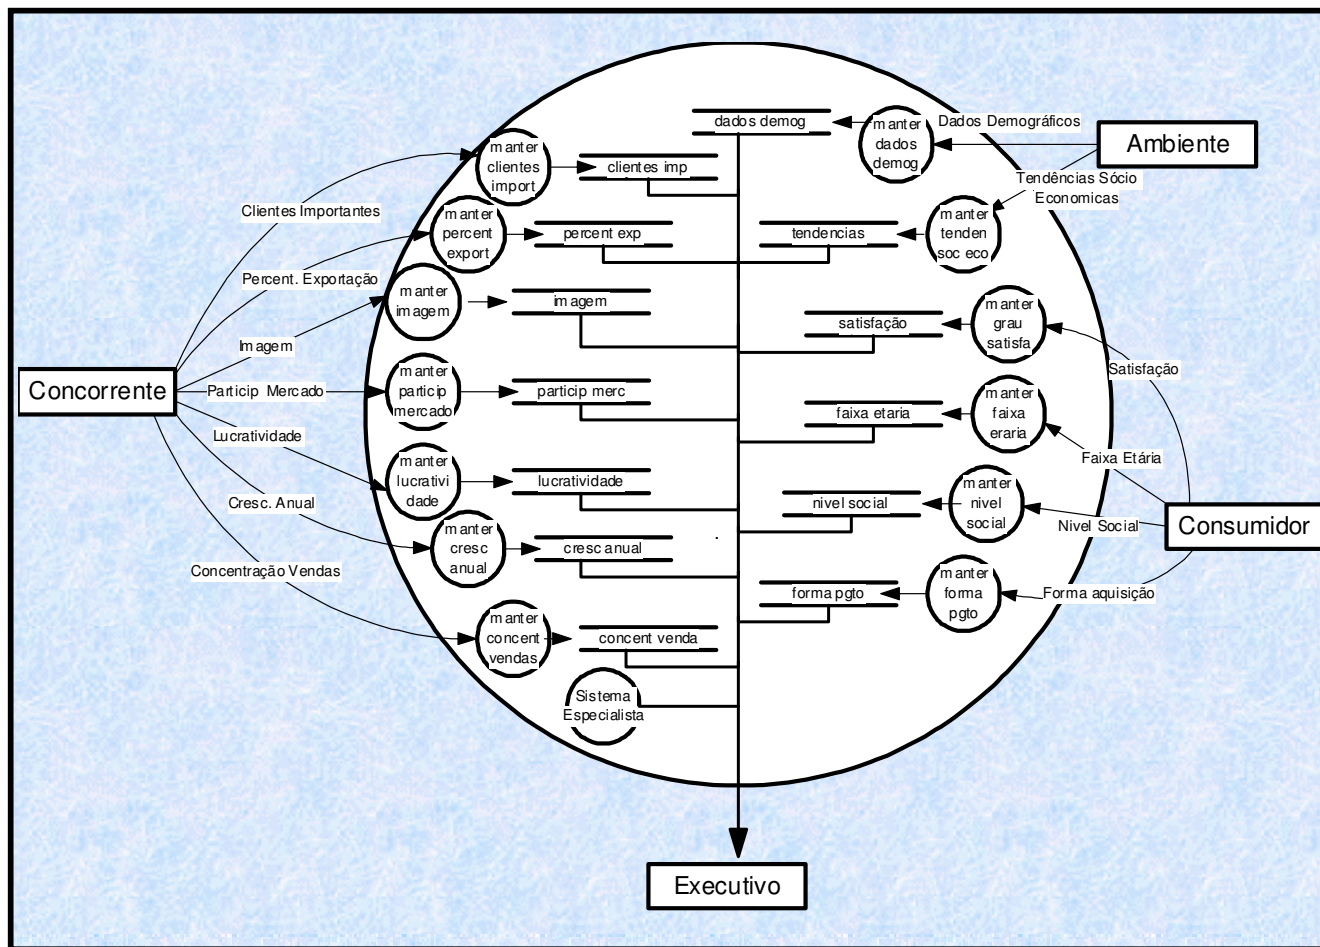 dados demog
manter
dados
demog
Dados Demográficos
Ambiente
manter
clientes
import
clientes imp
Tendências Sócio
Economicas
Clientes Importantes
manter
percent
export
percent exp
tendencias
manter
tenden
soc eco
Percent. Exportação
manter
imagem
imagem
satisfação
manter
grau
satisfa
Imagem
Satisfação
Concorrente
Particip Mercado
manter
particip
mercado
particip merc
faixa etaria
manter
faixa
eraria
Lucratividade
Faixa Etária
manter
lucrativi
dade
lucratividade
nivel social
manter
nivel
social
Nivel Social
Consumidor
Cresc. Anual
manter
cresc
anual
cresc anual
Concentração Vendas
forma pgto
manter
forma
pgto
Forma aquisição
manter
concent
vendas
concent venda
Sistema
Especialista
Executivo